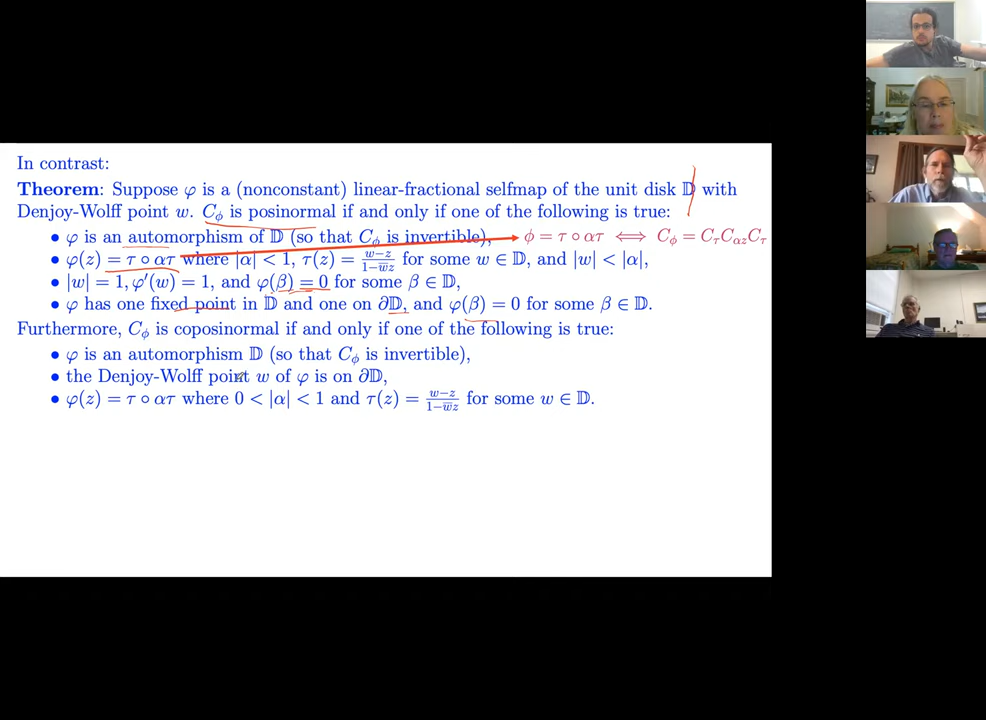 In contrast:
Theorem: Suppose φ is a (nonconstant) linear-fractional selfmap of the unit disk 𝔻 with
Denjoy-Wolff point w. C_ϕ is posinormal if and only if one of the following is true:
• φ is an automorphism of 𝔻 (so that C_ϕ is invertible), ϕ = τ ∘ ατ ⟺ C_ϕ = C_τC_{αz}C_τ
• φ(z) = τ ∘ ατ where |α| < 1, τ(z) = \frac{w−z}{1−\overline{w}z} for some w ∈ 𝔻, and |w| < |α|,
• |w| = 1, φ′(w) = 1, and φ(β) = 0 for some β ∈ 𝔻,
• φ has one fixed point in 𝔻 and one on ∂𝔻, and φ(β) = 0 for some β ∈ 𝔻.
Furthermore, C_ϕ is coposinormal if and only if one of the following is true:
• φ is an automorphism 𝔻 (so that C_ϕ is invertible),
• the Denjoy-Wolff point w of φ is on ∂𝔻,
• φ(z) = τ ∘ ατ where 0 < |α| < 1 and τ(z) = \frac{w−z}{1−\overline{w}z} for some w ∈ 𝔻.